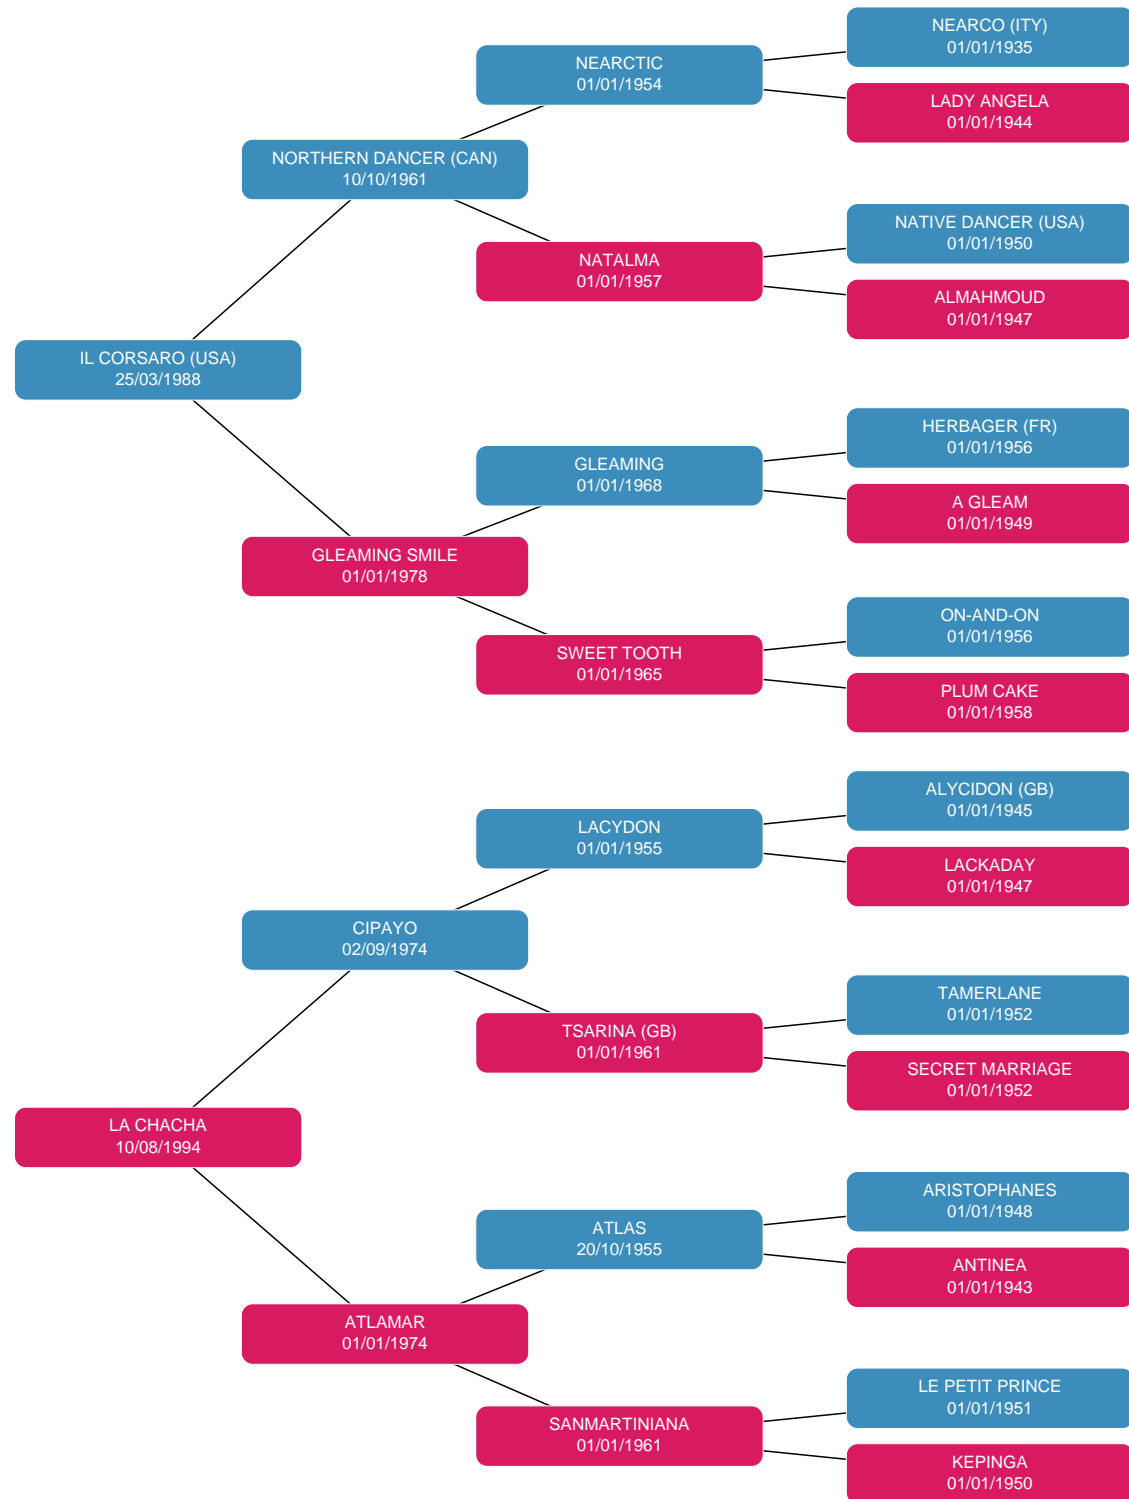 NEARCO (ITY)
01/01/1935
NEARCTIC
01/01/1954
LADY ANGELA
01/01/1944
NORTHERN DANCER (CAN)
10/10/1961
NATIVE DANCER (USA)
01/01/1950
NATALMA
01/01/1957
ALMAHMOUD
01/01/1947
IL CORSARO (USA)
25/03/1988
HERBAGER (FR)
01/01/1956
GLEAMING
01/01/1968
A GLEAM
01/01/1949
GLEAMING SMILE
01/01/1978
ON-AND-ON
01/01/1956
SWEET TOOTH
01/01/1965
PLUM CAKE
01/01/1958
ALYCIDON (GB)
01/01/1945
LACYDON
01/01/1955
LACKADAY
01/01/1947
CIPAYO
02/09/1974
TAMERLANE
01/01/1952
TSARINA (GB)
01/01/1961
SECRET MARRIAGE
01/01/1952
LA CHACHA
10/08/1994
ARISTOPHANES
01/01/1948
ATLAS
20/10/1955
ANTINEA
01/01/1943
ATLAMAR
01/01/1974
LE PETIT PRINCE
01/01/1951
SANMARTINIANA
01/01/1961
KEPINGA
01/01/1950